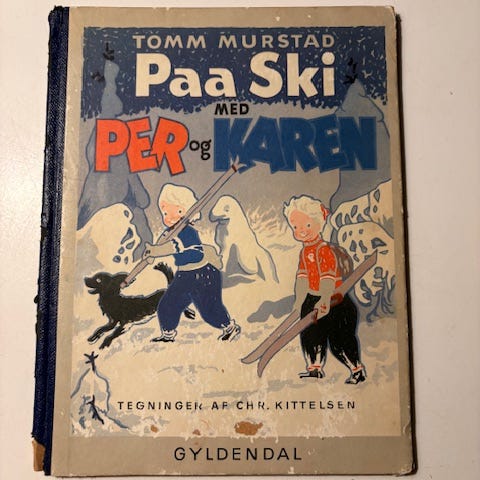 TOMM MURSTAD
Paa Ski
MED
PER og KAREN
TEGNINGER AF CHR. KITTELSEN
GYLDENDAL